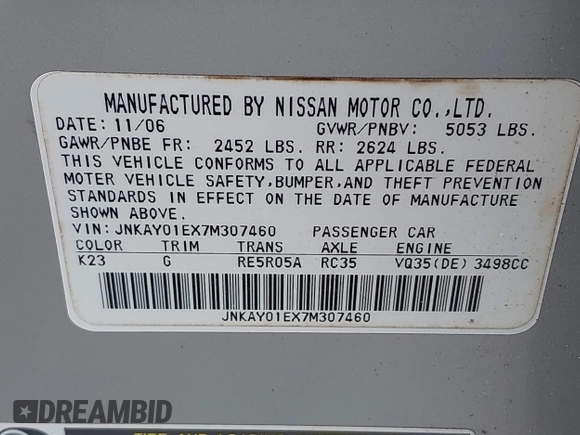 MANUFACTURED BY NISSAN MOTOR CO.,LTD.
DATE: 11/06 GVWR/PNBV: 5053 LBS.
GAWR/PNBE FR: 2452 LBS. RR: 2624 LBS.
THIS VEHICLE CONFORMS TO ALL APPLICABLE FEDERAL
MOTER VEHICLE SAFETY,BUMPER,AND THEFT PREVENTION
STANDARDS IN EFFECT ON THE DATE OF MANUFACTURE
SHOWN ABOVE.
VIN: JNKAY01EX7M307460 PASSENGER CAR
COLOR TRIM TRANS AXLE ENGINE
K23 G RE5R05A RC35 VQ35(DE) 3498CC
JNKAY01EX7M307460
DREAMBID
TIRE AND